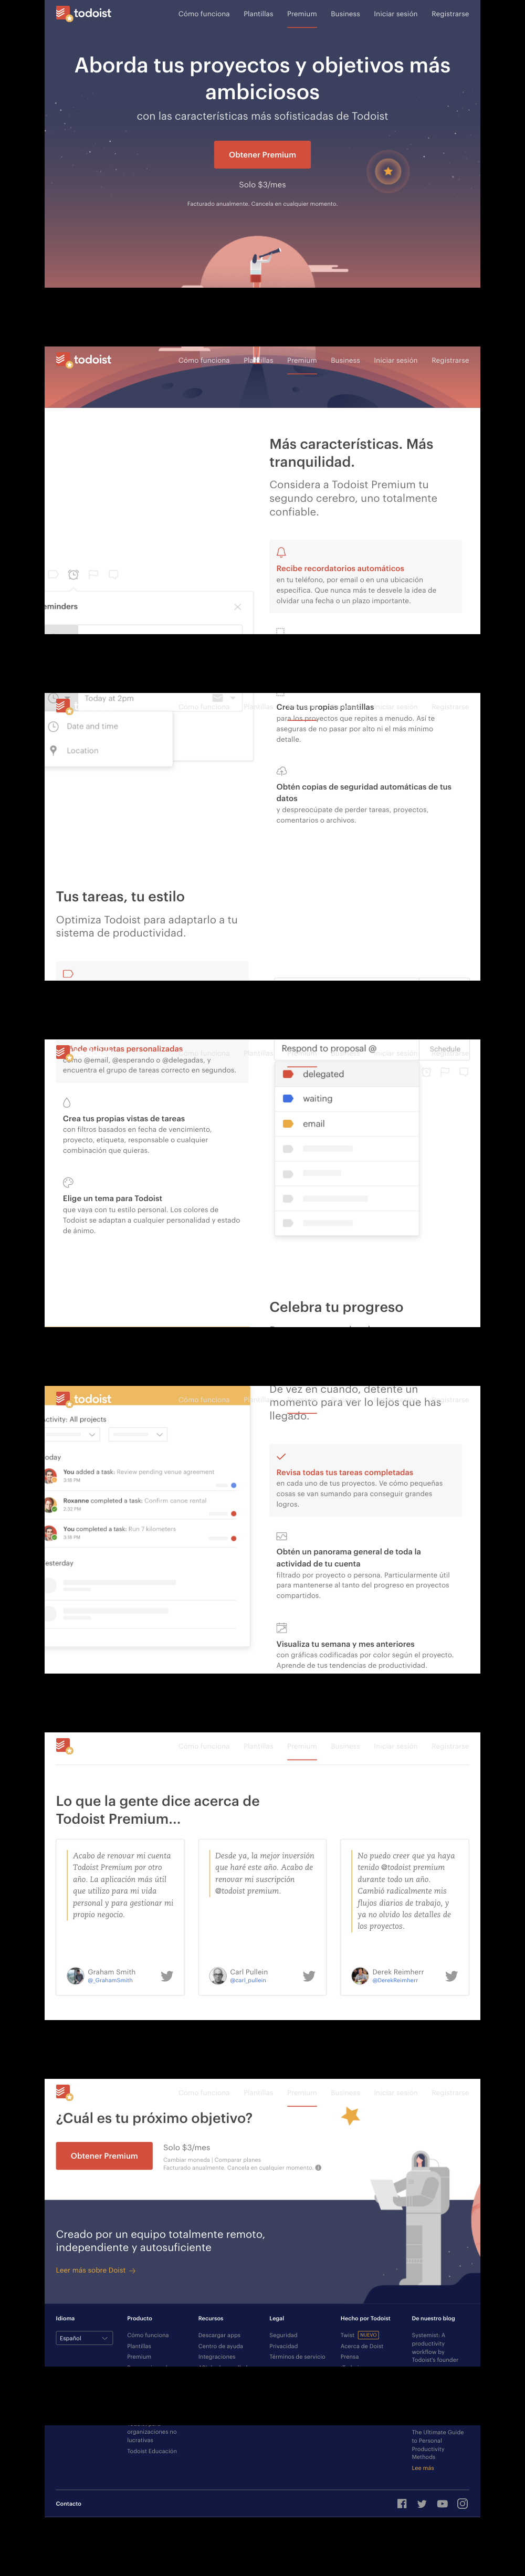 todoist
Cómo funciona Plantillas Premium Business Iniciar sesión Registrarse
Aborda tus proyectos y objetivos más
ambiciosos
con las características más sofisticadas de Todoist
Obtener Premium
Solo $3/mes
Facturado anualmente. Cancela en cualquier momento.
todoist
Cómo funciona Plantillas Premium Business Iniciar sesión Registrarse
Más características. Más
tranquilidad.
Considera a Todoist Premium tu
segundo cerebro, uno totalmente
confiable.
Recibe recordatorios automáticos
en tu teléfono, por email o en una ubicación
específica. Que nunca más te desvele la idea de
olvidar una fecha o un plazo importante.
eminders
Today at 2pm
Date and time
Location
Cómo funciona Plantillas Premium Business Iniciar sesión Registrarse
Crea tus propias plantillas
para los proyectos que repites a menudo. Así te
aseguras de no pasar por alto ni el más mínimo
detalle.
Obtén copias de seguridad automáticas de tus
datos
y despreocúpate de perder tareas, proyectos,
comentarios o archivos.
Tus tareas, tu estilo
Optimiza Todoist para adaptarlo a tu
sistema de productividad.
etiquetas personalizadas
como @email, @esperando o @delegadas, y
encuentra el grupo de tareas correcto en segundos.
Crea tus propias vistas de tareas
con filtros basados en fecha de vencimiento,
proyecto, etiqueta, responsable o cualquier
combinación que quieras.
Elige un tema para Todoist
que vaya con tu estilo personal. Los colores de
Todoist se adaptan a cualquier personalidad y estado
de ánimo.
Respond to proposal @
Schedule
delegated
waiting
email
Celebra tu progreso
todoist
Cómo funciona Business Iniciar sesión Registrarse
De vez en cuando, detente un
momento para ver lo lejos que has
llegado.
ctivity: All projects
oday
You added a task: Review pending venue agreement
3:18 PM
Roxanne completed a task: Confirm canoe rental
2:32 PM
You completed a task: Run 7 kilometers
3:18 PM
esterday
Revisa todas tus tareas completadas
en cada uno de tus proyectos. Ve cómo pequeñas
cosas se van sumando para conseguir grandes
logros.
Obtén un panorama general de toda la
actividad de tu cuenta
filtrado por proyecto o persona. Particularmente útil
para mantenerse al tanto del progreso en proyectos
compartidos.
Visualiza tu semana y mes anteriores
con gráficas codificadas por color según el proyecto.
Aprende de tus tendencias de productividad.
Cómo funciona Plantillas Premium Business Iniciar sesión Registrarse
Lo que la gente dice acerca de
Todoist Premium...
Acabo de renovar mi cuenta
Todoist Premium por otro
año. La aplicación más útil
que utilizo para mi vida
personal y para gestionar mi
propio negocio.
Graham Smith
@_GrahamSmith
Desde ya, la mejor inversión
que haré este año. Acabo de
renovar mi suscripción
@todoist premium.
Carl Pullein
@carl_pullein
No puedo creer que ya haya
tenido @todoist premium
durante todo un año.
Cambió radicalmente mis
flujos diarios de trabajo, y
ya no olvido los detalles de
los proyectos.
Derek Reimherr
@DerekReimherr
Cómo funciona Plantillas Premium Business Iniciar sesión Registrarse
¿Cuál es tu próximo objetivo?
Obtener Premium
Solo $3/mes
Cambiar moneda | Comparar planes
Facturado anualmente. Cancela en cualquier momento.
Creado por un equipo totalmente remoto,
independiente y autosuficiente
Leer más sobre Doist →
Idioma
Español
Producto
Cómo funciona
Plantillas
Premium
Recursos
Descargar apps
Centro de ayuda
Integraciones
Legal
Seguridad
Privacidad
Términos de servicio
Hecho por Todoist
Twist NUEVO
Acerca de Doist
Prensa
De nuestro blog
Systemist: A
productivity
workflow by
Todoist's founder
organizaciones no
lucrativas
Todoist Educación
The Ultimate Guide
to Personal
Productivity
Methods
Lee más
Contacto